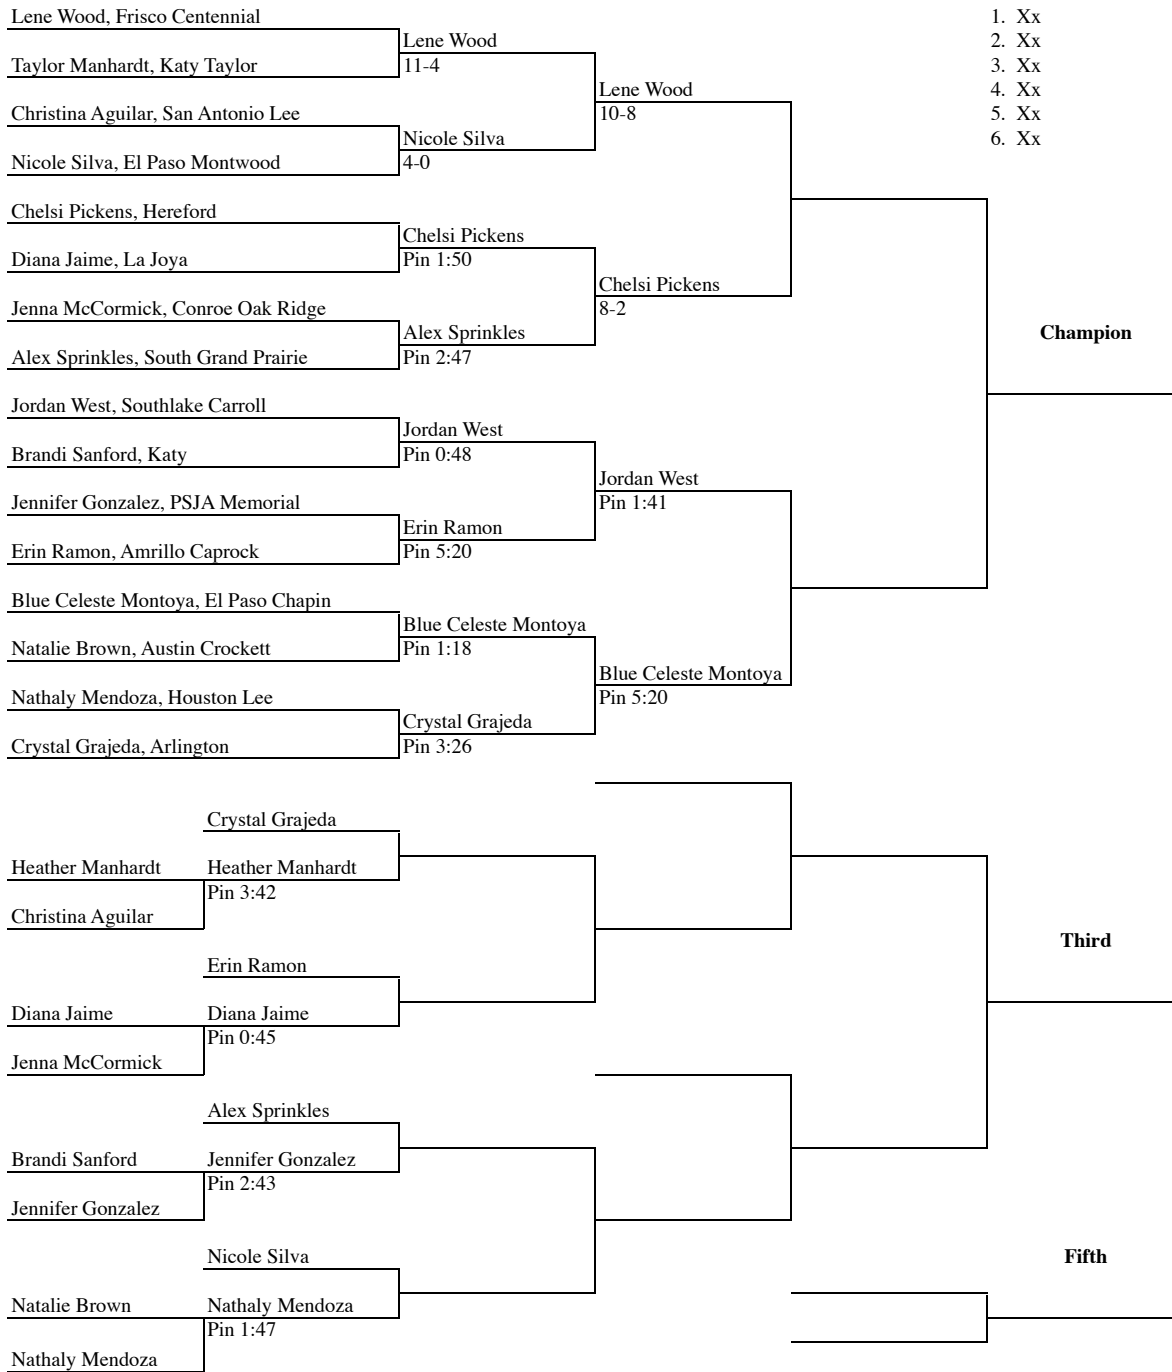 Lene Wood, Frisco Centennial
Taylor Manhardt, Katy Taylor
Christina Aguilar, San Antonio Lee
Nicole Silva, El Paso Montwood
Chelsi Pickens, Hereford
Diana Jaime, La Joya
Jenna McCormick, Conroe Oak Ridge
Alex Sprinkles, South Grand Prairie
Jordan West, Southlake Carroll
Brandi Sanford, Katy
Jennifer Gonzalez, PSJA Memorial
Erin Ramon, Amrillo Caprock
Blue Celeste Montoya, El Paso Chapin
Natalie Brown, Austin Crockett
Nathaly Mendoza, Houston Lee
Crystal Grajeda, Arlington
Lene Wood
11-4
Nicole Silva
4-0
Chelsi Pickens
Pin 1:50
Alex Sprinkles
Pin 2:47
Jordan West
Pin 0:48
Erin Ramon
Pin 5:20
Blue Celeste Montoya
Pin 1:18
Crystal Grajeda
Pin 3:26
Lene Wood
10-8
Chelsi Pickens
8-2
Jordan West
Pin 1:41
Blue Celeste Montoya
Pin 5:20
1. Xx
2. Xx
3. Xx
4. Xx
5. Xx
6. Xx
Champion
Heather Manhardt
Christina Aguilar
Diana Jaime
Jenna McCormick
Brandi Sanford
Jennifer Gonzalez
Natalie Brown
Nathaly Mendoza
Crystal Grajeda
Heather Manhardt
Pin 3:42
Erin Ramon
Diana Jaime
Pin 0:45
Alex Sprinkles
Jennifer Gonzalez
Pin 2:43
Nicole Silva
Nathaly Mendoza
Pin 1:47
Third
Fifth